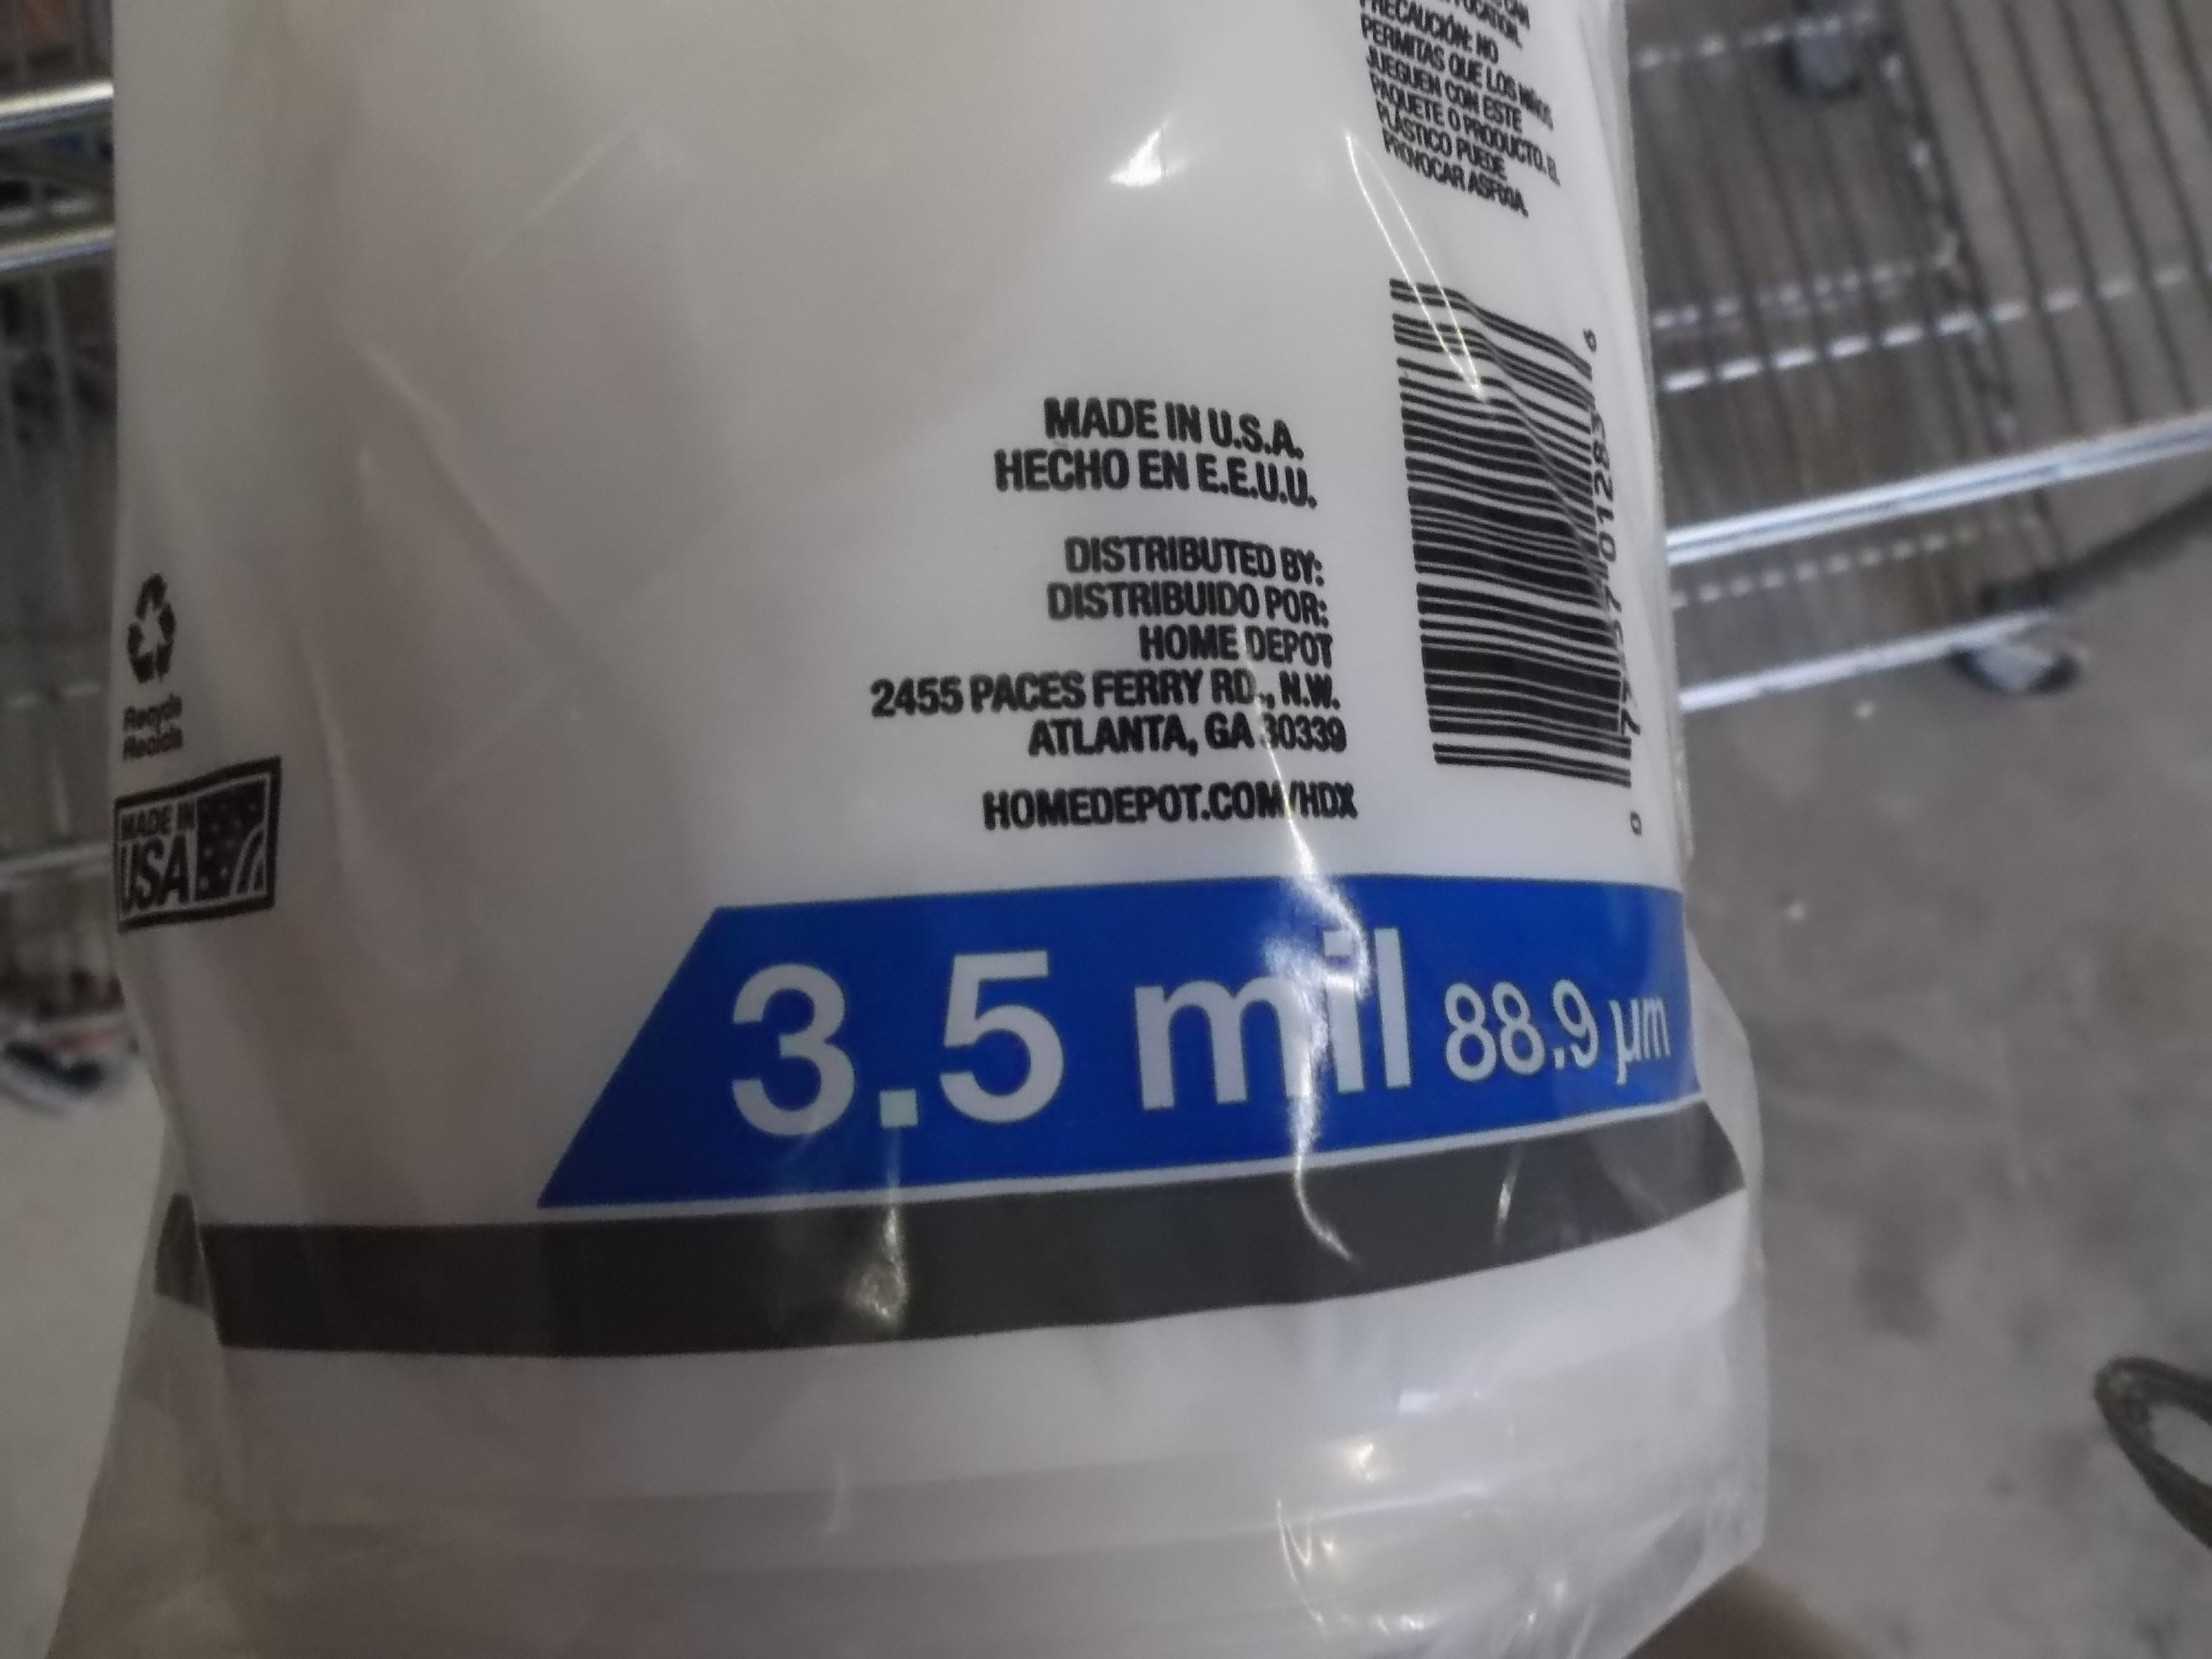 PRECAUCIÓN: NO
PERMITAS QUE LOS NIÑOS
JUEGUEN CON ESTE
PAQUETE O PRODUCTO. EL
PLÁSTICO PUEDE
PROVOCAR ASFIXIA.
MADE IN U.S.A.
HECHO EN E.E.U.U.
DISTRIBUTED BY:
DISTRIBUIDO POR:
HOME DEPOT
2455 PACES FERRY RD., N.W.
ATLANTA, GA 30339
HOMEDEPOT.COM/HDX
Recycle
Recicla
MADE IN
USA
3.5 mil 88.9 µm